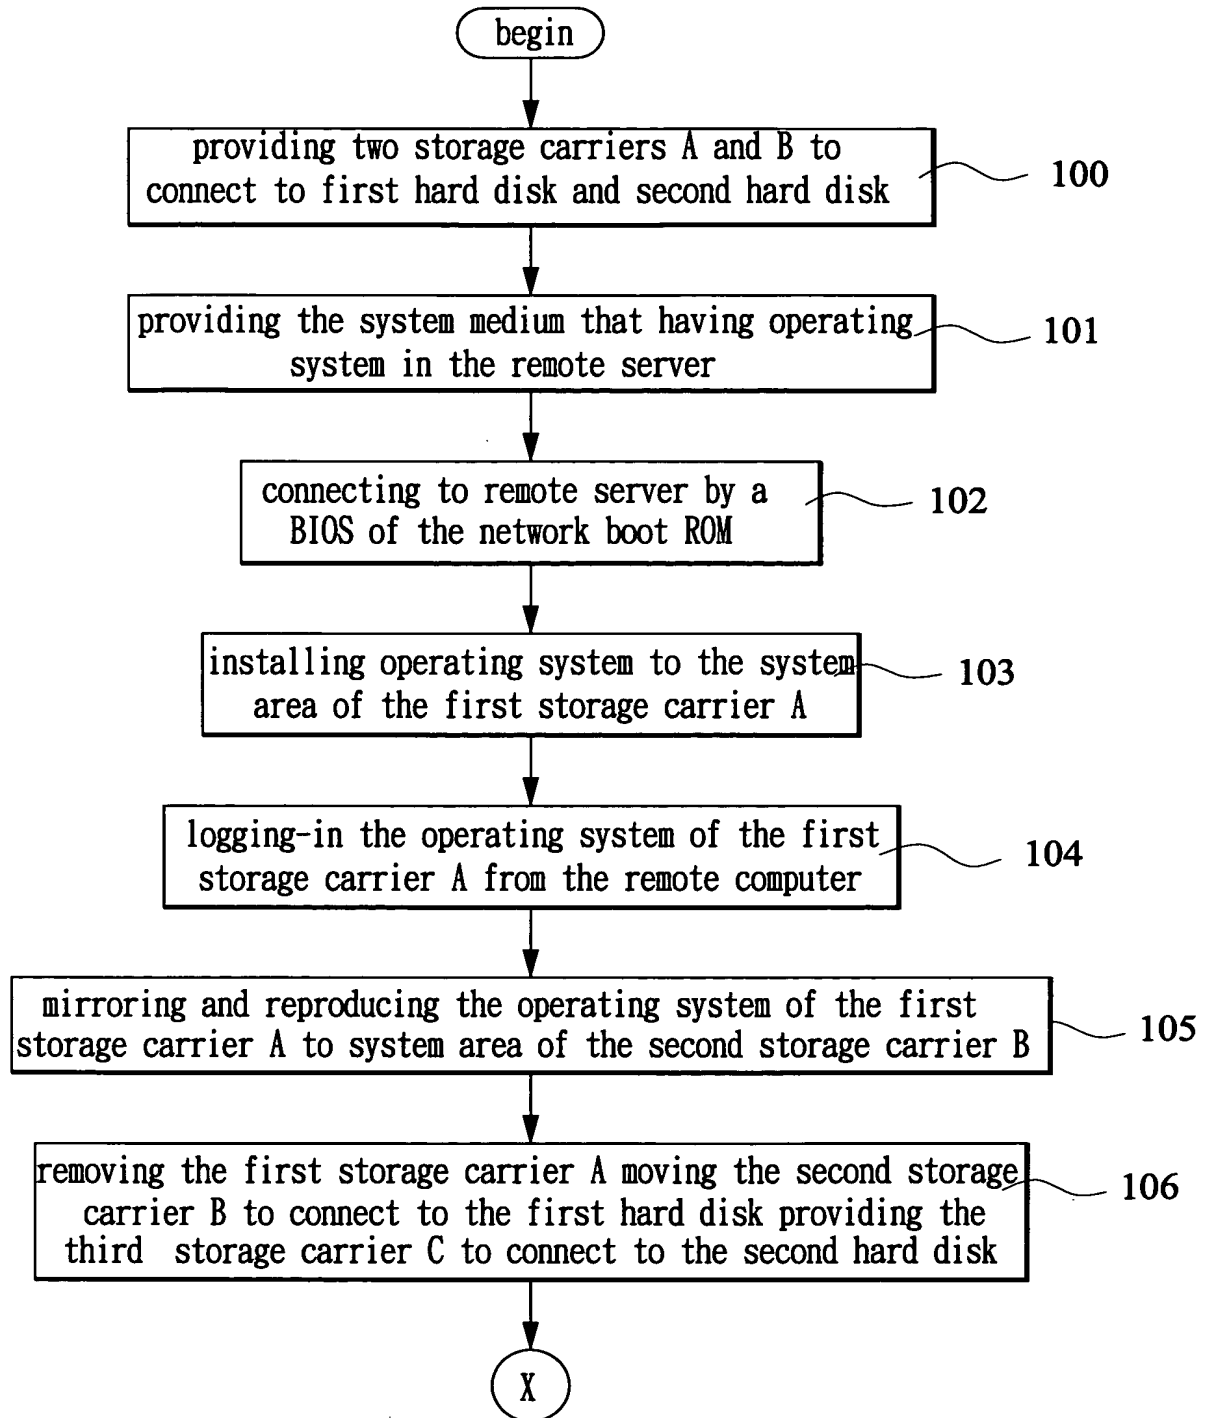 begin
providing two storage carriers A and B to
connect to first hard disk and second hard disk
100
providing the system medium that having operating
system in the remote server
101
connecting to remote server by a
BIOS of the network boot ROM
102
installing operating system to the system
area of the first storage carrier A
103
logging-in the operating system of the first
storage carrier A from the remote computer
104
mirroring and reproducing the operating system of the first
storage carrier A to system area of the second storage carrier B
105
removing the first storage carrier A moving the second storage
carrier B to connect to the first hard disk providing the
third storage carrier C to connect to the second hard disk
106
X